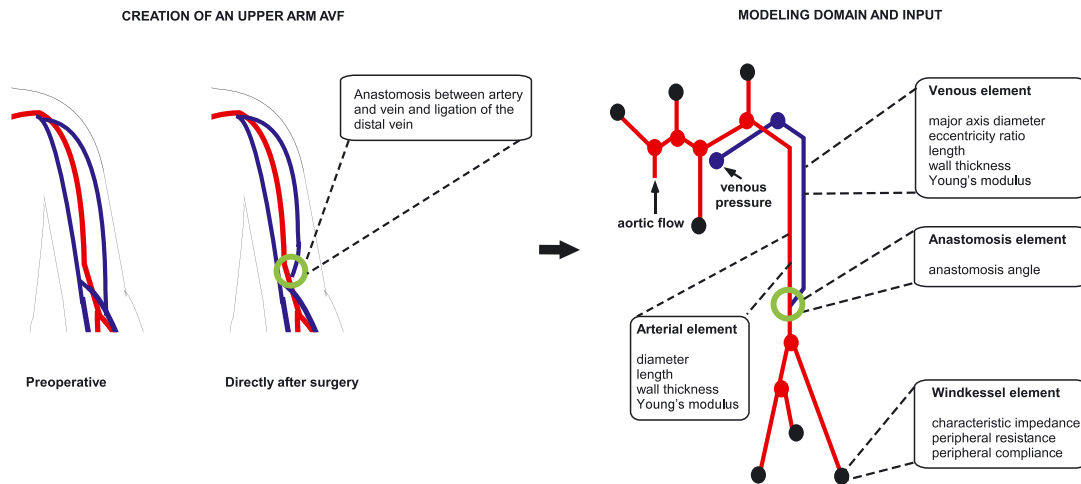 CREATION OF AN UPPER ARM AVF
Anastomosis between artery
and vein and ligation of the
distal vein
Preoperative
Directly after surgery
MODELING DOMAIN AND INPUT
venous
pressure
aortic flow
Venous element
major axis diameter
eccentricity ratio
length
wall thickness
Young's modulus
Anastomosis element
anastomosis angle
Arterial element
diameter
length
wall thickness
Young's modulus
Windkessel element
characteristic impedance
peripheral resistance
peripheral compliance